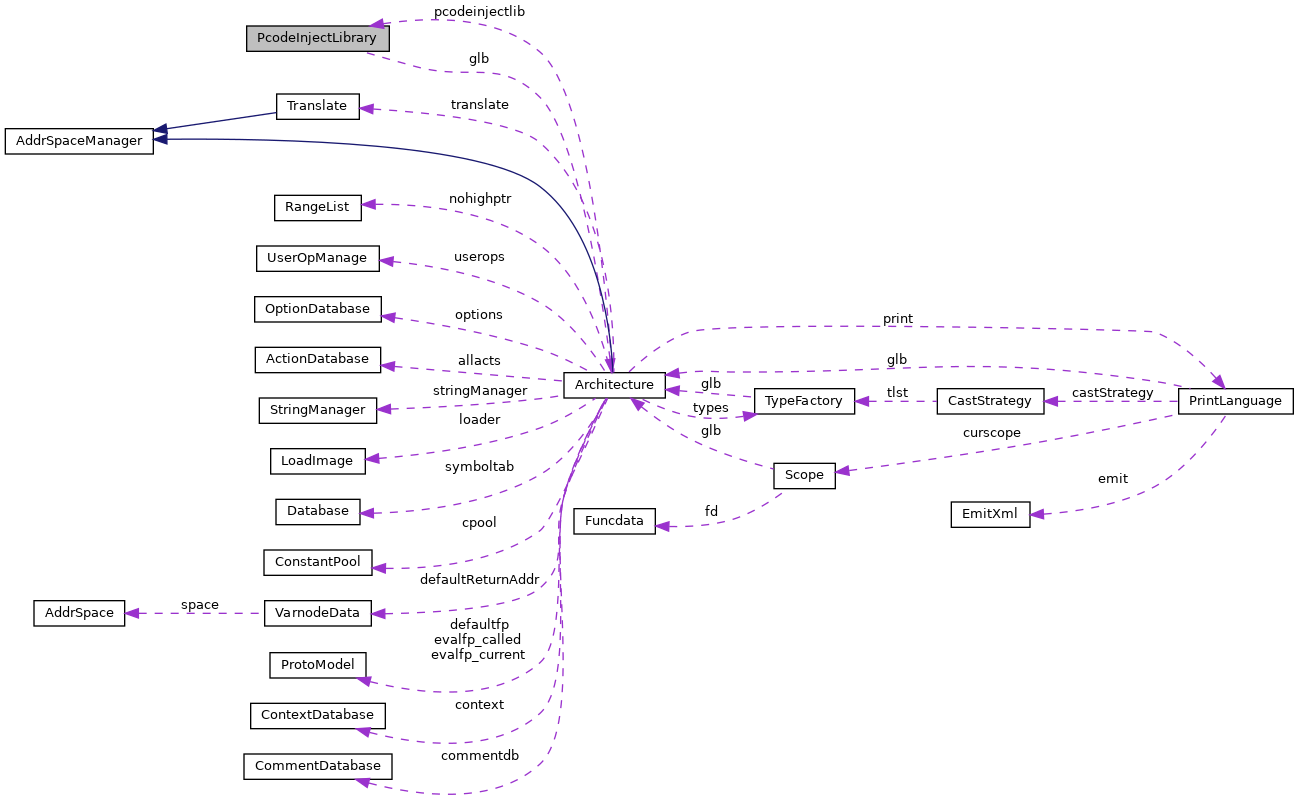 pcodeinjectlib
PcodeInjectLibrary
glb
Translate
translate
AddrSpaceManager
nohighptr
RangeList
userops
UserOpManage
options
OptionDatabase
print
allacts
ActionDatabase
glb
stringManager
Architecture
glb
TypeFactory
tlst
CastStrategy
castStrategy
PrintLanguage
types
StringManager
loader
glb
curscope
LoadImage
symboltab
Scope
emit
Database
cpool
Funcdata
fd
EmitXml
ConstantPool
defaultReturnAddr
AddrSpace
space
VarnodeData
defaultfp
evalfp_called
evalfp_current
ProtoModel
context
ContextDatabase
commentdb
CommentDatabase